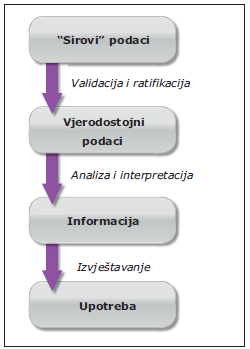 “Sirovi” podaci
Validacija i ratifikacija
Vjerodostojni
podaci
Analiza i interpretacija
Informacija
Izvještavanje
Upotreba